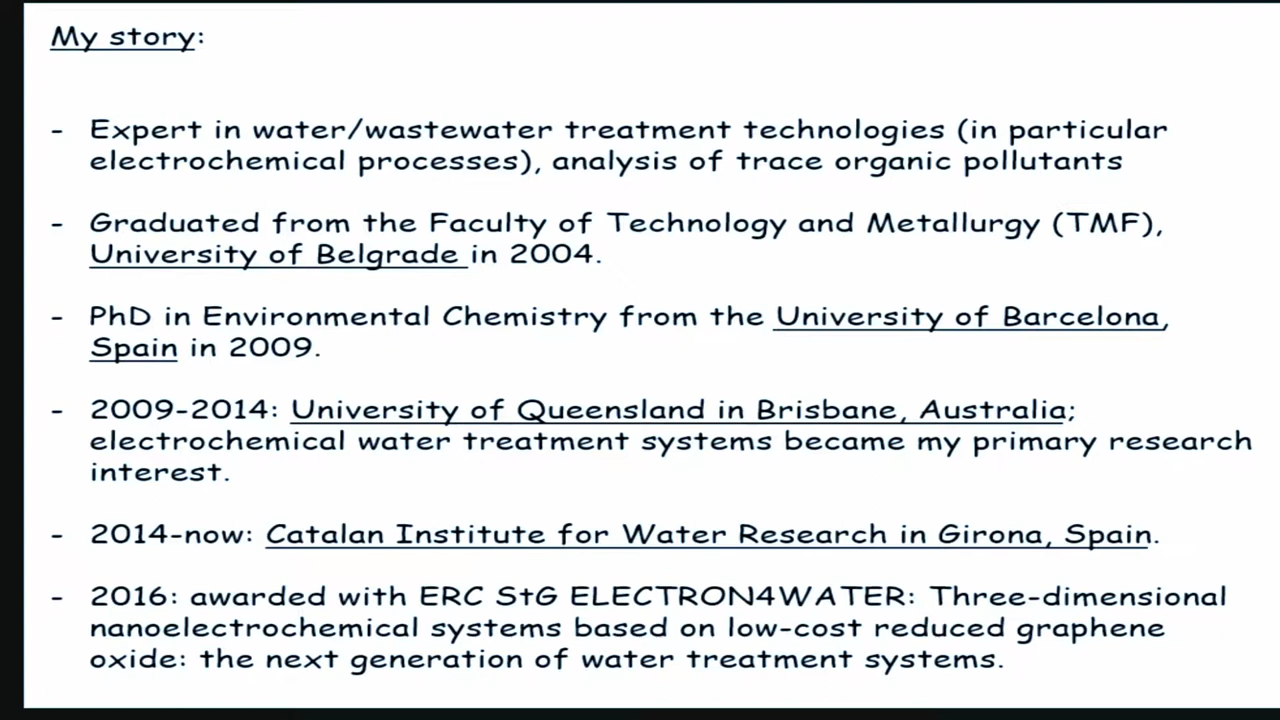 My story:
- Expert in water/wastewater treatment technologies (in particular
electrochemical processes), analysis of trace organic pollutants
- Graduated from the Faculty of Technology and Metallurgy (TMF),
University of Belgrade in 2004.
- PhD in Environmental Chemistry from the University of Barcelona,
Spain in 2009.
- 2009-2014: University of Queensland in Brisbane, Australia;
electrochemical water treatment systems became my primary research
interest.
- 2014-now: Catalan Institute for Water Research in Girona, Spain.
- 2016: awarded with ERC StG ELECTRON4WATER: Three-dimensional
nanoelectrochemical systems based on low-cost reduced graphene
oxide: the next generation of water treatment systems.